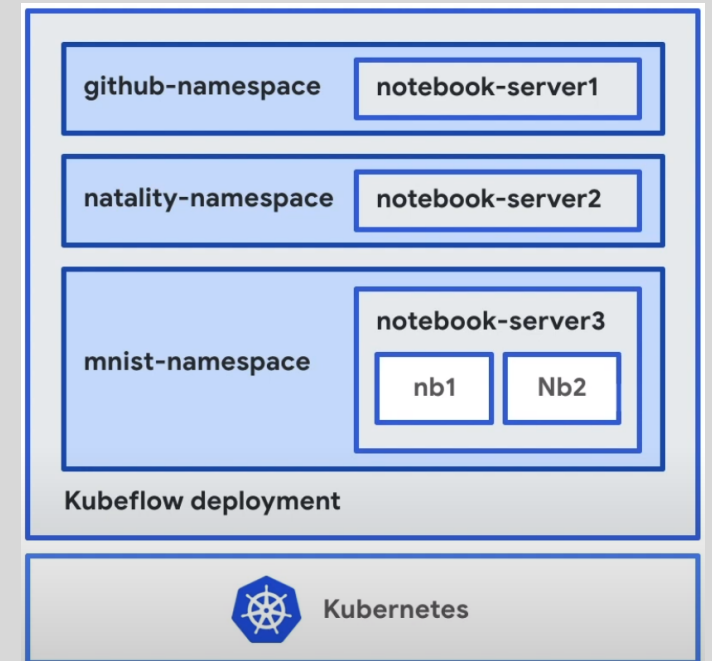 github-namespace
notebook-server1
natality-namespace
notebook-server2
mnist-namespace
notebook-server3
nb1
Nb2
Kubeflow deployment
Kubernetes